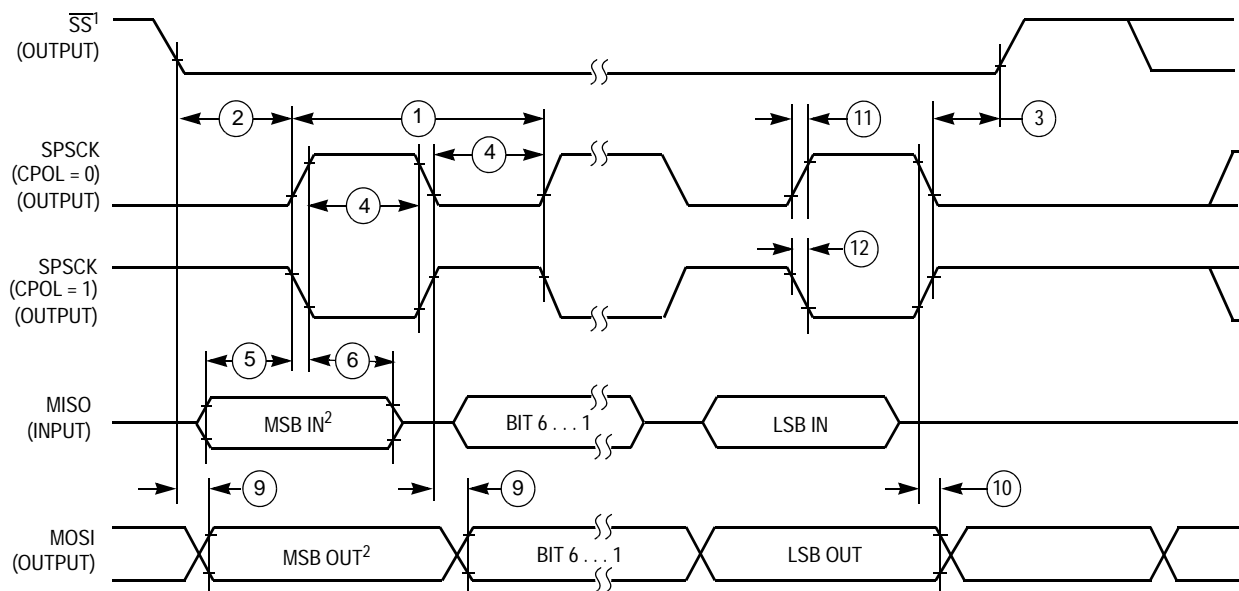 SS¹
(OUTPUT)
2
1
11
3
SPSCK
(CPOL = 0)
(OUTPUT)
4
4
12
SPSCK
(CPOL = 1)
(OUTPUT)
5
6
MISO
(INPUT)
MSB IN²
BIT 6 . . . 1
LSB IN
9
9
10
MOSI
(OUTPUT)
MSB OUT²
BIT 6 . . . 1
LSB OUT